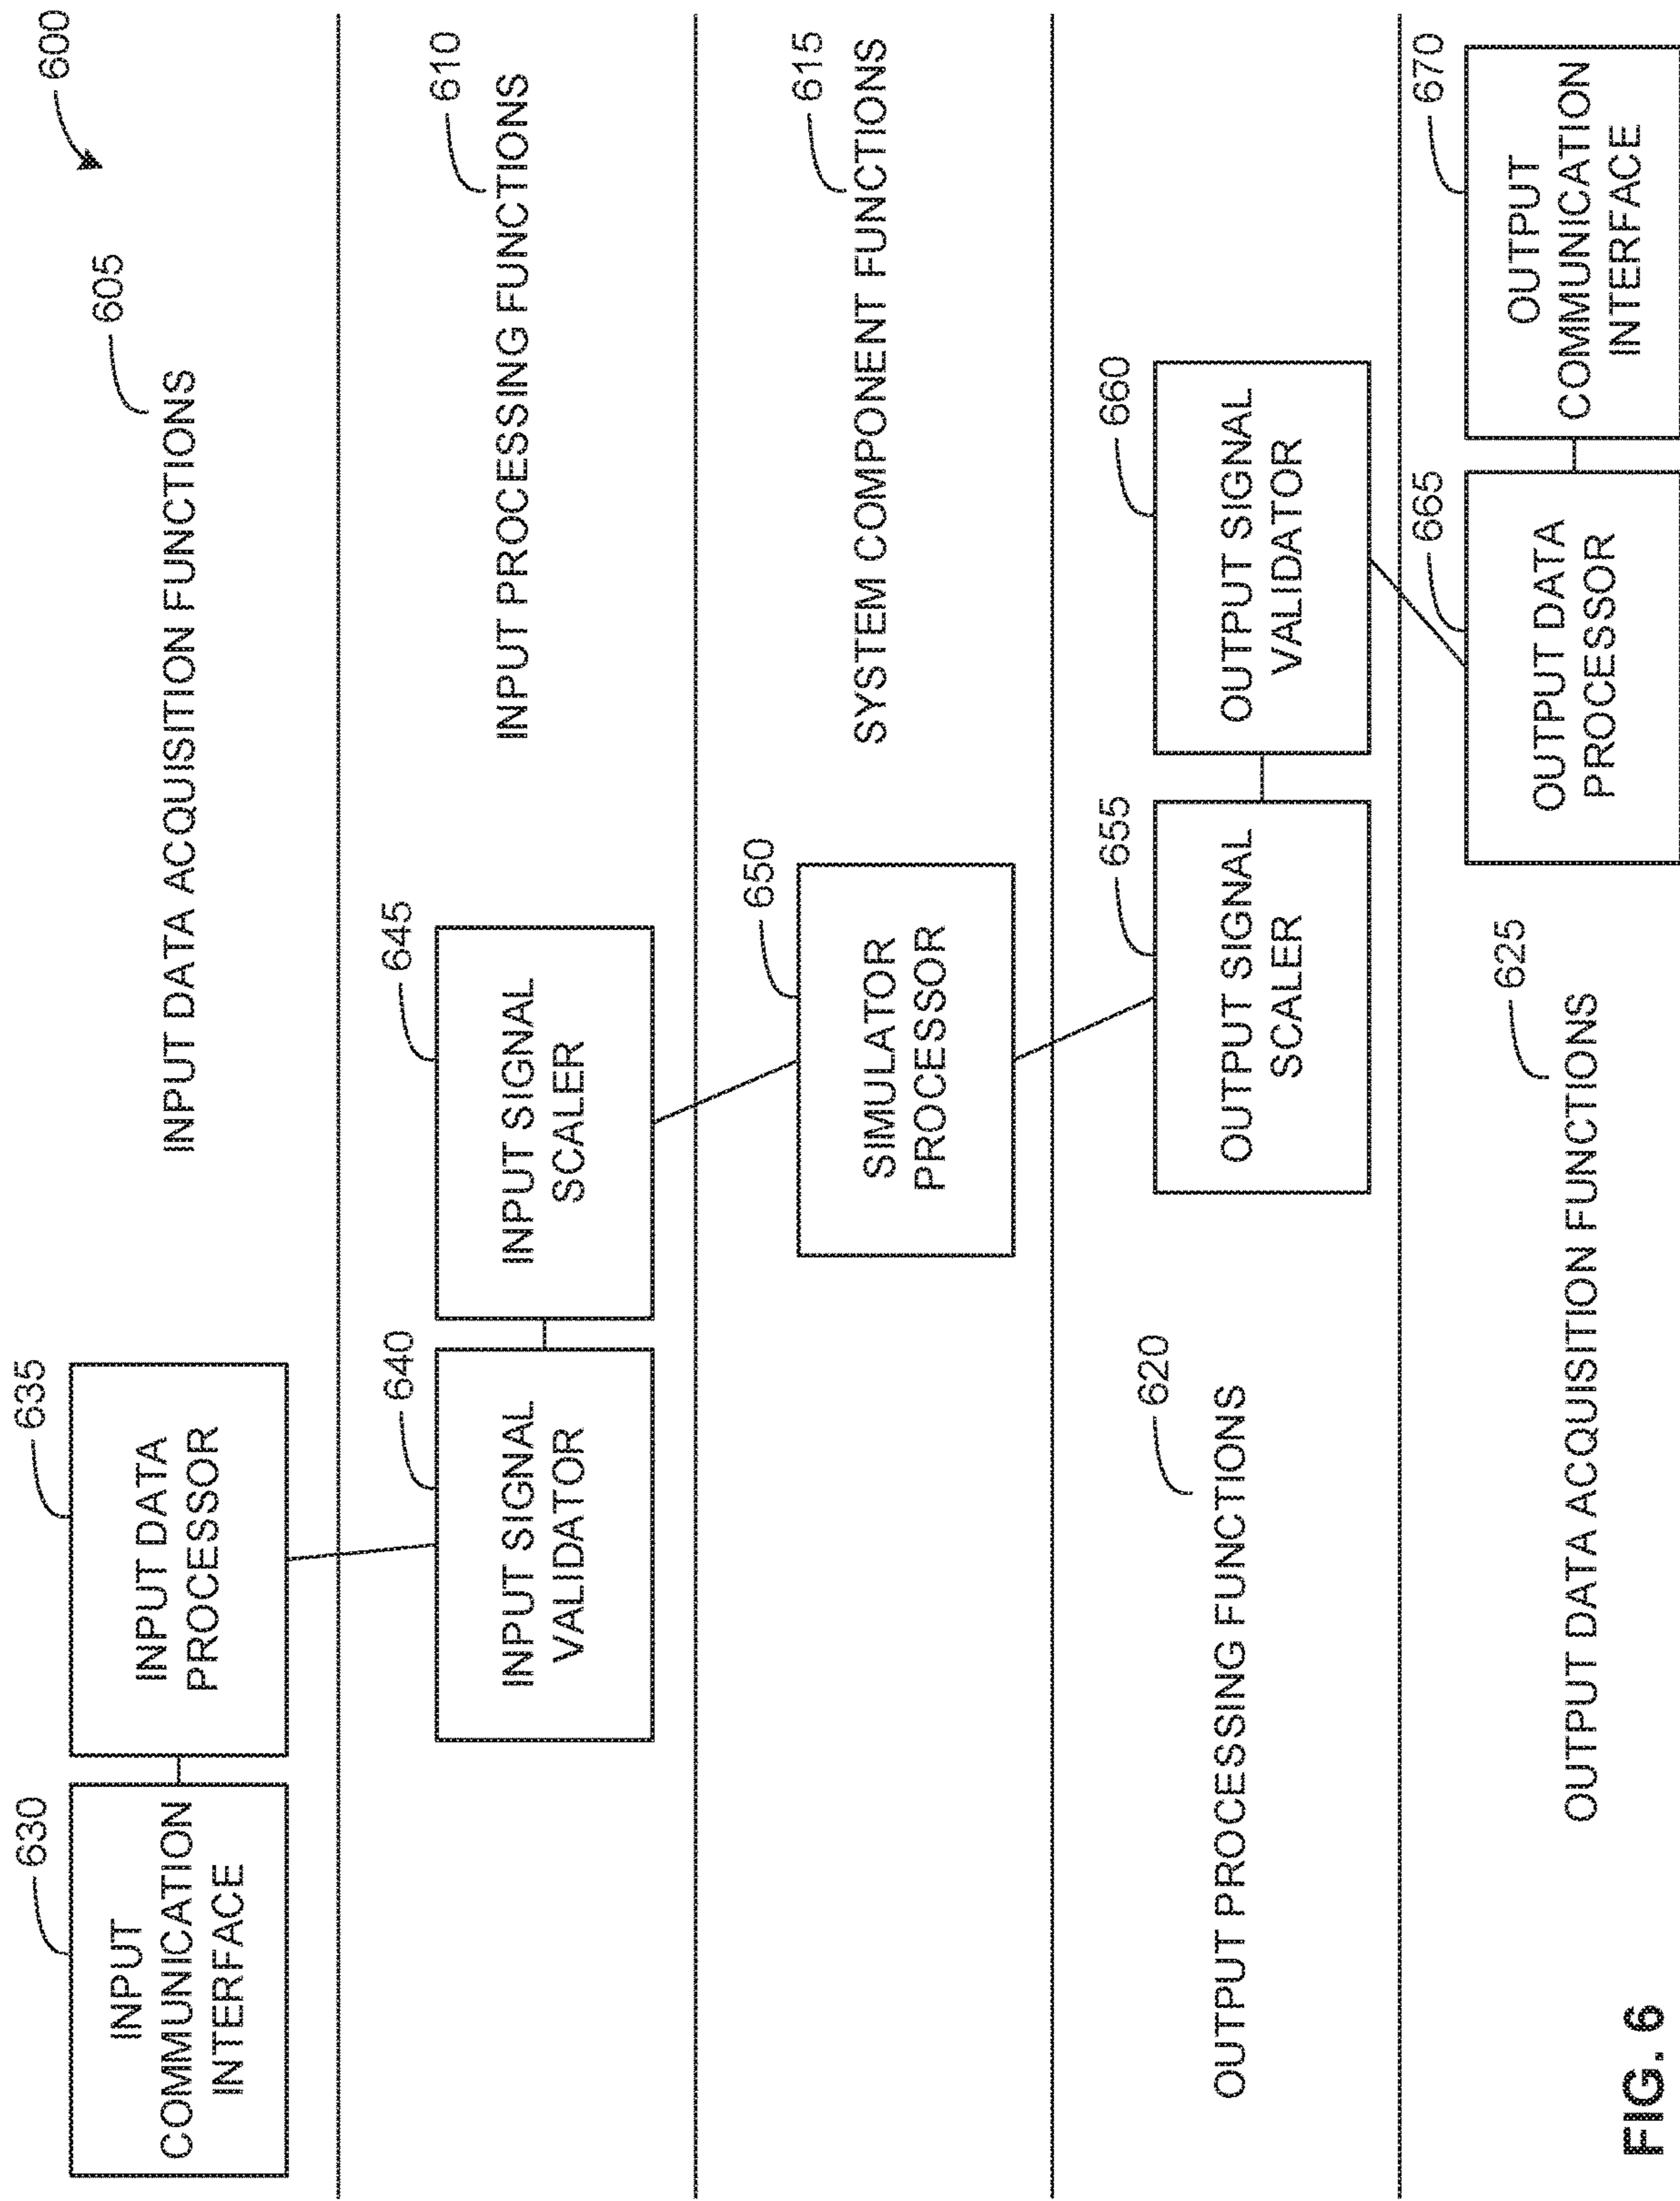 600
605
INPUT DATA ACQUISITION FUNCTIONS
630
INPUT
COMMUNICATION
INTERFACE
635
INPUT DATA
PROCESSOR
610
INPUT PROCESSING FUNCTIONS
640
INPUT SIGNAL
VALIDATOR
645
INPUT SIGNAL
SCALER
615
SYSTEM COMPONENT FUNCTIONS
650
SIMULATOR
PROCESSOR
620
OUTPUT PROCESSING FUNCTIONS
655
OUTPUT SIGNAL
SCALER
660
OUTPUT SIGNAL
VALIDATOR
625
OUTPUT DATA ACQUISITION FUNCTIONS
665
OUTPUT DATA
PROCESSOR
670
OUTPUT
COMMUNICATION
INTERFACE
FIG. 6